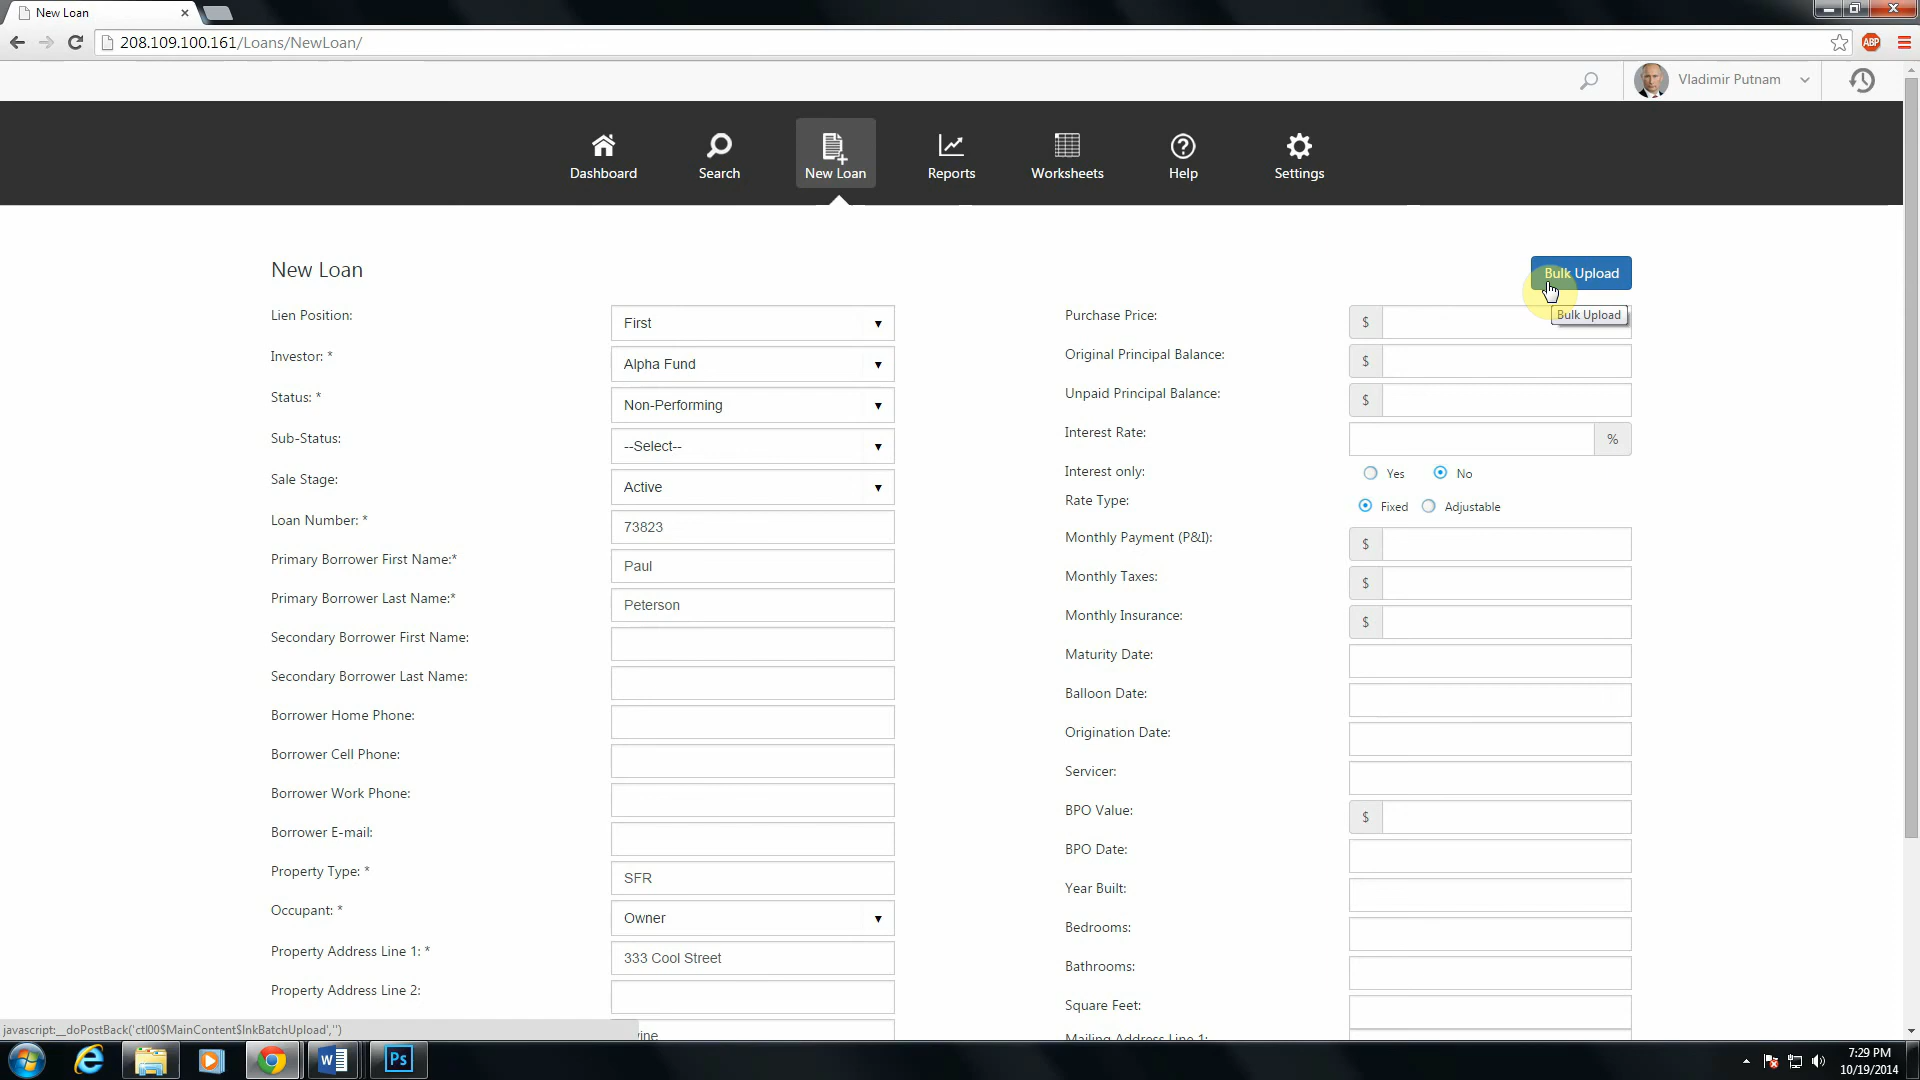 New Loan
208.109.100.161/Loans/NewLoan/
ABP
Vladimir Putnam
Dashboard
Search
New Loan
Reports
Worksheets
Help
Settings
New Loan
Bulk Upload
Bulk Upload
Lien Position:
First
Investor: *
Alpha Fund
Status: *
Non-Performing
Sub-Status:
--Select--
Sale Stage:
Active
Loan Number: *
73823
Primary Borrower First Name:*
Paul
Primary Borrower Last Name:*
Peterson
Secondary Borrower First Name:
Secondary Borrower Last Name:
Borrower Home Phone:
Borrower Cell Phone:
Borrower Work Phone:
Borrower E-mail:
Property Type: *
SFR
Occupant: *
Owner
Property Address Line 1: *
333 Cool Street
Property Address Line 2:
Purchase Price:
$
Original Principal Balance:
$
Unpaid Principal Balance:
$
Interest Rate:
%
Interest only:
Yes No
Rate Type:
Fixed Adjustable
Monthly Payment (P&I):
$
Monthly Taxes:
$
Monthly Insurance:
$
Maturity Date:
Balloon Date:
Origination Date:
Servicer:
BPO Value:
$
BPO Date:
Year Built:
Bedrooms:
Bathrooms:
Square Feet:
Mailing Address Line 1:
javascript:__doPostBack('ctl00$MainContent$lnkBatchUpload','')
Ps
7:29 PM
10/19/2014